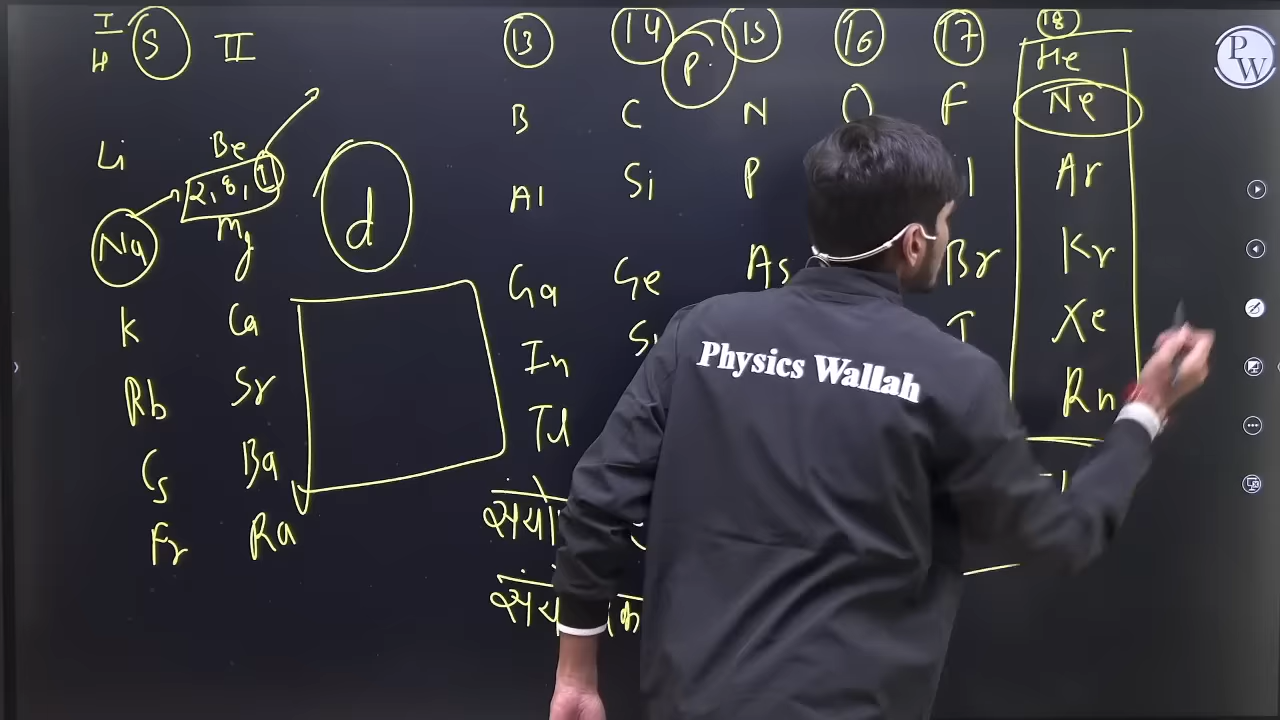 I S II 13 14 P. 15 16 17 18
H He
B C N O F Ne
Li Be
2, 8, 1
Al Si P Ar
Na Mg d
Ga Ge As Br Kr
K Ca In I Xe
Rb Sr Tl Rn
Cs Ba
Fr Ra
Physics Wallah
PW